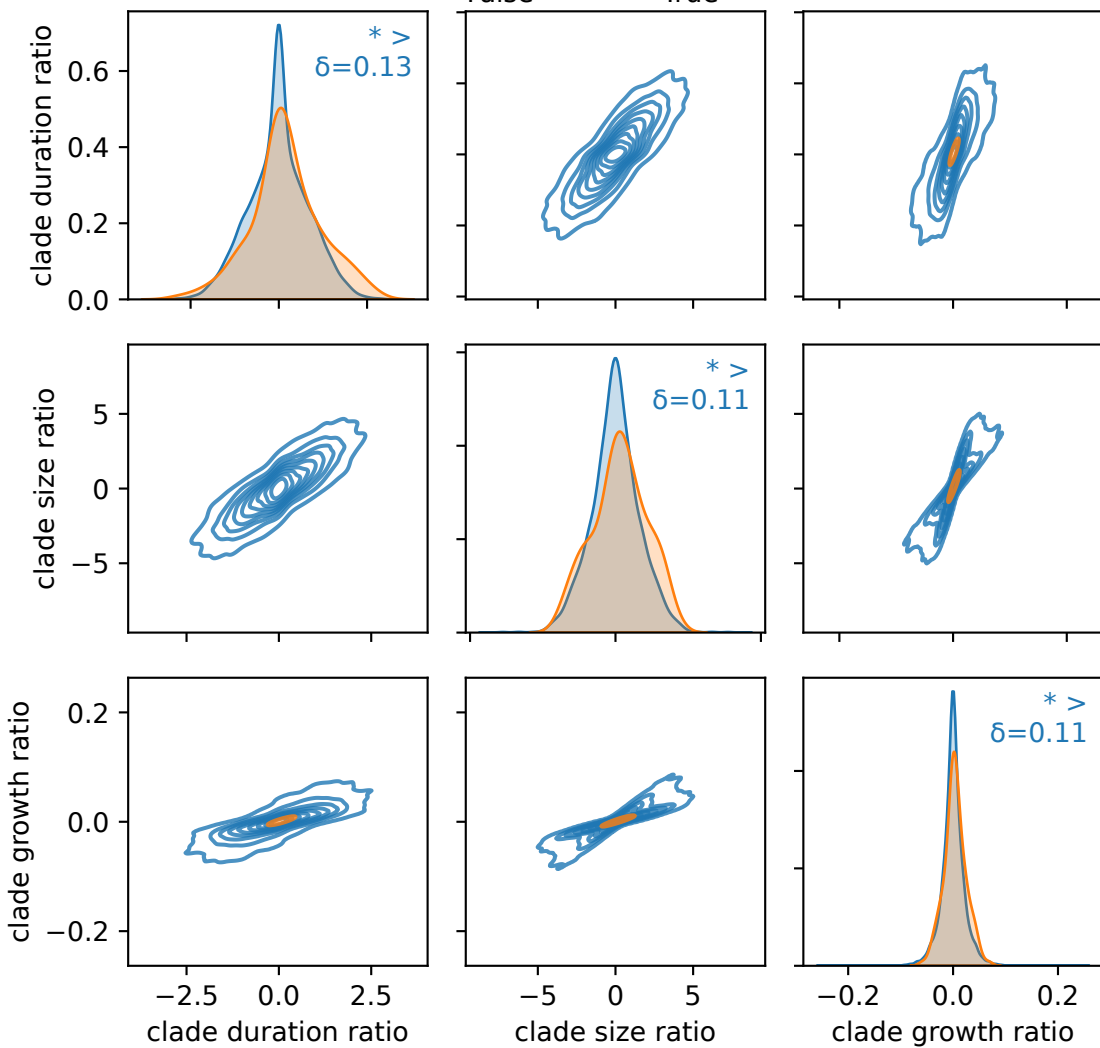 * >
δ=0.13
clade duration ratio
0.6
0.4
0.2
0.0
* >
δ=0.11
clade size ratio
5
0
−5
* >
δ=0.11
clade growth ratio
0.2
0.0
−0.2
−2.5 0.0 2.5 −5 0 5 −0.2 0.0 0.2
clade duration ratio clade size ratio clade growth ratio